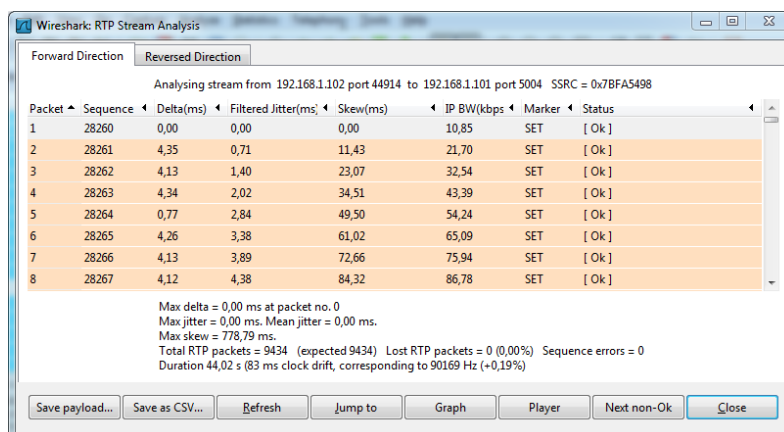 Wireshark: RTP Stream Analysis
Forward Direction Reversed Direction
Analysing stream from 192.168.1.102 port 44914 to 192.168.1.101 port 5004 SSRC = 0x7BFA5498
Packet Sequence Delta(ms) Filtered Jitter(ms) Skew(ms) IP BW(kbps Marker Status
1 28260 0,00 0,00 0,00 10,85 SET [ Ok ]
2 28261 4,35 0,71 11,43 21,70 SET [ Ok ]
3 28262 4,13 1,40 23,07 32,54 SET [ Ok ]
4 28263 4,34 2,02 34,51 43,39 SET [ Ok ]
5 28264 0,77 2,84 49,50 54,24 SET [ Ok ]
6 28265 4,26 3,38 61,02 65,09 SET [ Ok ]
7 28266 4,13 3,89 72,66 75,94 SET [ Ok ]
8 28267 4,12 4,38 84,32 86,78 SET [ Ok ]
Max delta = 0,00 ms at packet no. 0
Max jitter = 0,00 ms. Mean jitter = 0,00 ms.
Max skew = 778,79 ms.
Total RTP packets = 9434 (expected 9434) Lost RTP packets = 0 (0,00%) Sequence errors = 0
Duration 44,02 s (83 ms clock drift, corresponding to 90169 Hz (+0,19%)
Save payload... Save as CSV... Refresh Jump to Graph Player Next non-Ok Close